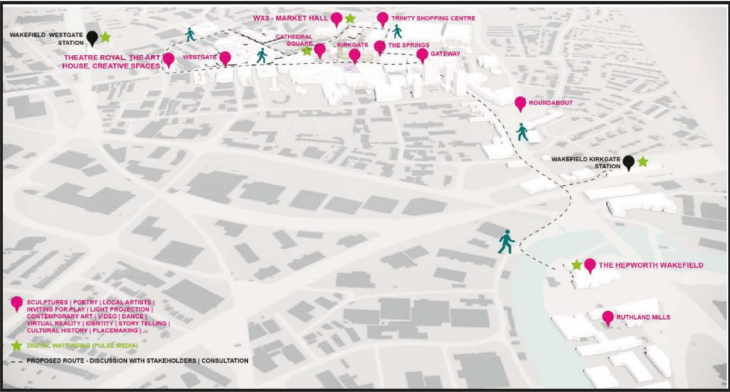 WX3 - MARKET HALL
TRINITY SHOPPING CENTRE
WAKEFIELD WESTGATE
STATION
CATHEDRAL
SQUARE
KIRKGATE
THE SPRINGS
GATEWAY
THEATRE ROYAL, THE ART
HOUSE, CREATIVE SPACES
WESTGATE
ROUNDABOUT
WAKEFIELD KIRKGATE
STATION
THE HEPWORTH WAKEFIELD
RUTHLAND MILLS
SCULPTURES | POETRY | LOCAL ARTISTS |
INVITING FOR PLAY | LIGHT PROJECTION |
CONTEMPORARY ART | VIDEO | DANCE |
VIRTUAL REALITY | IDENTITY | STORY TELLING |
CULTURAL HISTORY | PLACEMAKING | ...
DIGITAL WAYFINDING (PULSE MEDIA)
PROPOSED ROUTE - DISCUSSION WITH STAKEHOLDERS | CONSULTATION